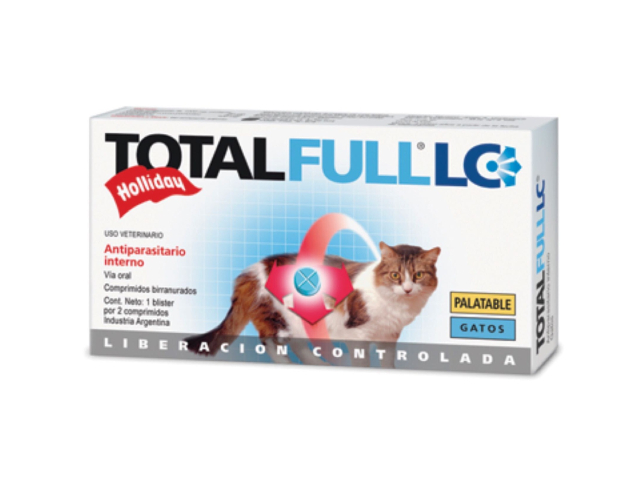 TOTAL FULL® LC
Holliday
USO VETERINARIO
Antiparasitario
interno
Via oral
Comprimidos birranurados
Cont. Neto: 1 blister
por 2 comprimidos
Industria Argentina
PALATABLE
GATOS
LIBERACION CONTROLADA
TOTAL FULL LC®